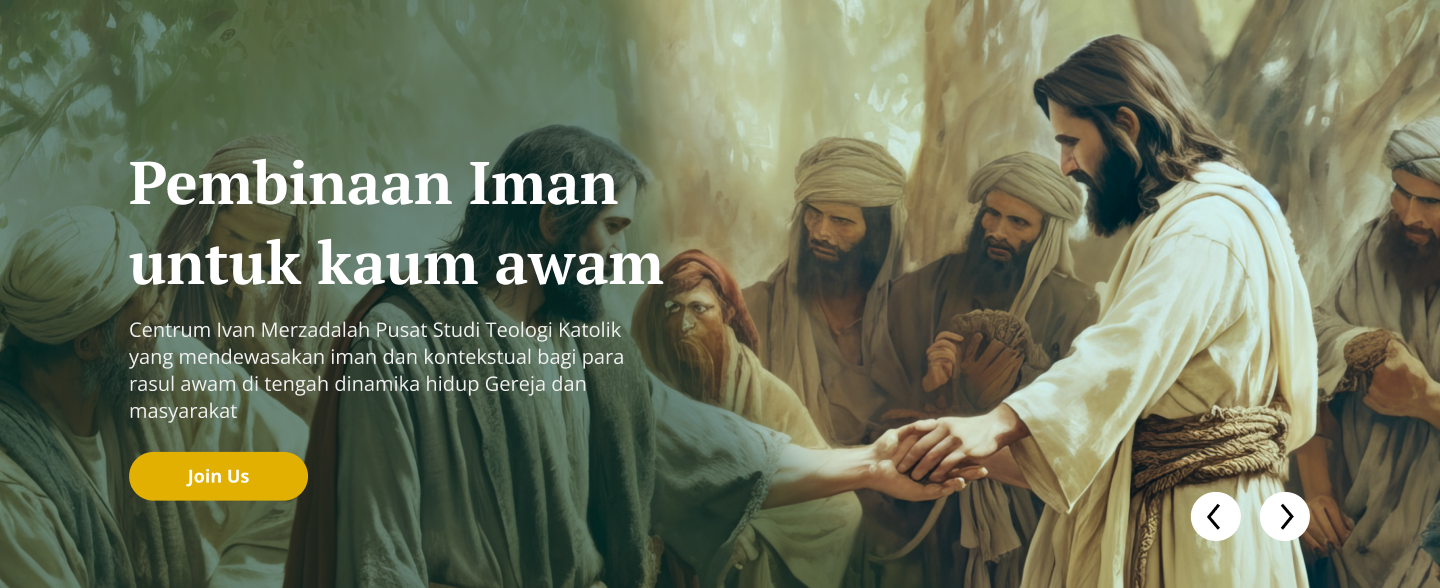 Pembinaan Iman
untuk kaum awam
Centrum Ivan Merzadalah Pusat Studi Teologi Katolik
yang mendewasakan iman dan kontekstual bagi para
rasul awam di tengah dinamika hidup Gereja dan
masyarakat
Join Us